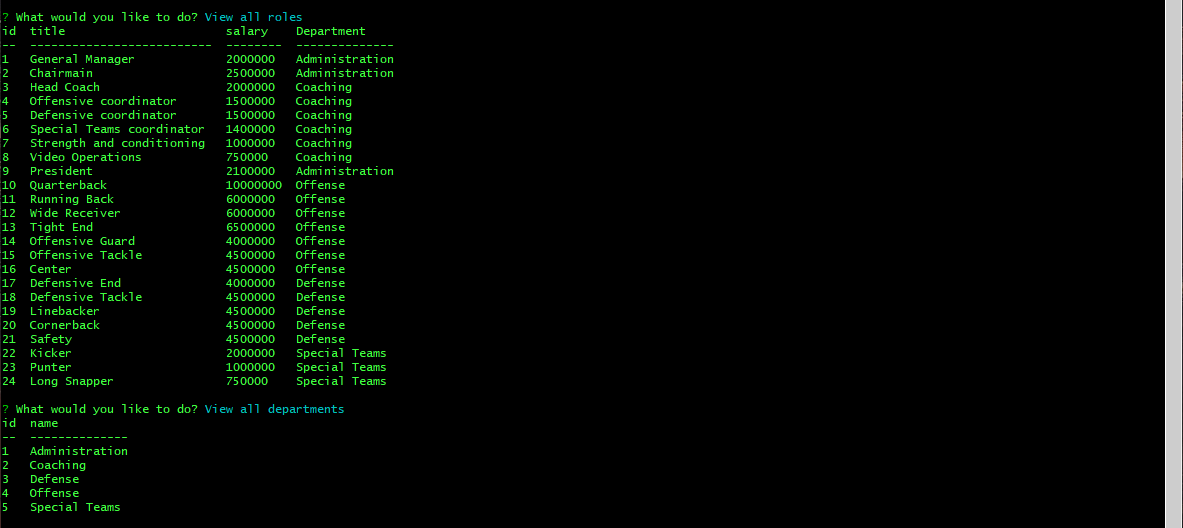 ? What would you like to do? View all roles
id  title                       salary    Department
--  --------------------------  --------  --------------
1   General Manager             2000000   Administration
2   Chairmain                   2500000   Administration
3   Head Coach                  2000000   Coaching
4   Offensive coordinator       1500000   Coaching
5   Defensive coordinator       1500000   Coaching
6   Special Teams coordinator   1400000   Coaching
7   Strength and conditioning   1000000   Coaching
8   Video Operations            750000    Coaching
9   President                   2100000   Administration
10  Quarterback                 10000000  Offense
11  Running Back                6000000   Offense
12  Wide Receiver               6000000   Offense
13  Tight End                   6500000   Offense
14  Offensive Guard             4000000   Offense
15  Offensive Tackle            4500000   Offense
16  Center                      4500000   Offense
17  Defensive End               4000000   Defense
18  Defensive Tackle            4500000   Defense
19  Linebacker                  4500000   Defense
20  Cornerback                  4500000   Defense
21  Safety                      4500000   Defense
22  Kicker                      2000000   Special Teams
23  Punter                      1000000   Special Teams
24  Long Snapper                750000    Special Teams
? What would you like to do? View all departments
id  name
--  --------------
1   Administration
2   Coaching
3   Defense
4   Offense
5   Special Teams